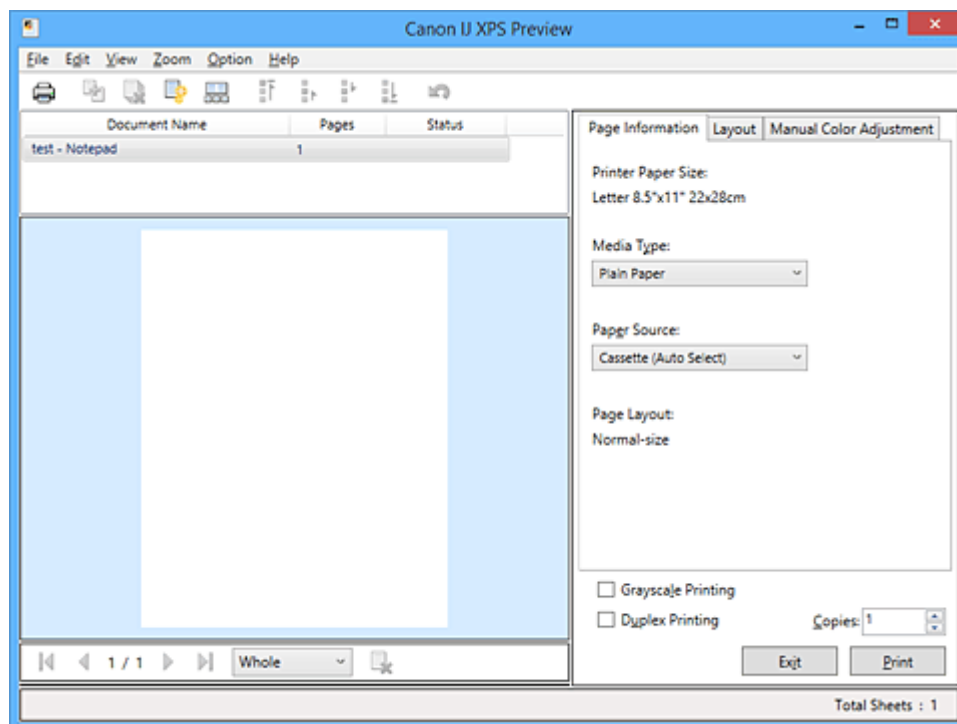 Canon IJ XPS Preview
File Edit View Zoom Option Help
Document Name Pages Status
test - Notepad 1
Page Information Layout Manual Color Adjustment
Printer Paper Size:
Letter 8.5"x11" 22x28cm
Media Type:
Plain Paper
Paper Source:
Cassette (Auto Select)
Page Layout:
Normal-size
Grayscale Printing
Duplex Printing Copies: 1
1 / 1 Whole
Exit Print
Total Sheets : 1